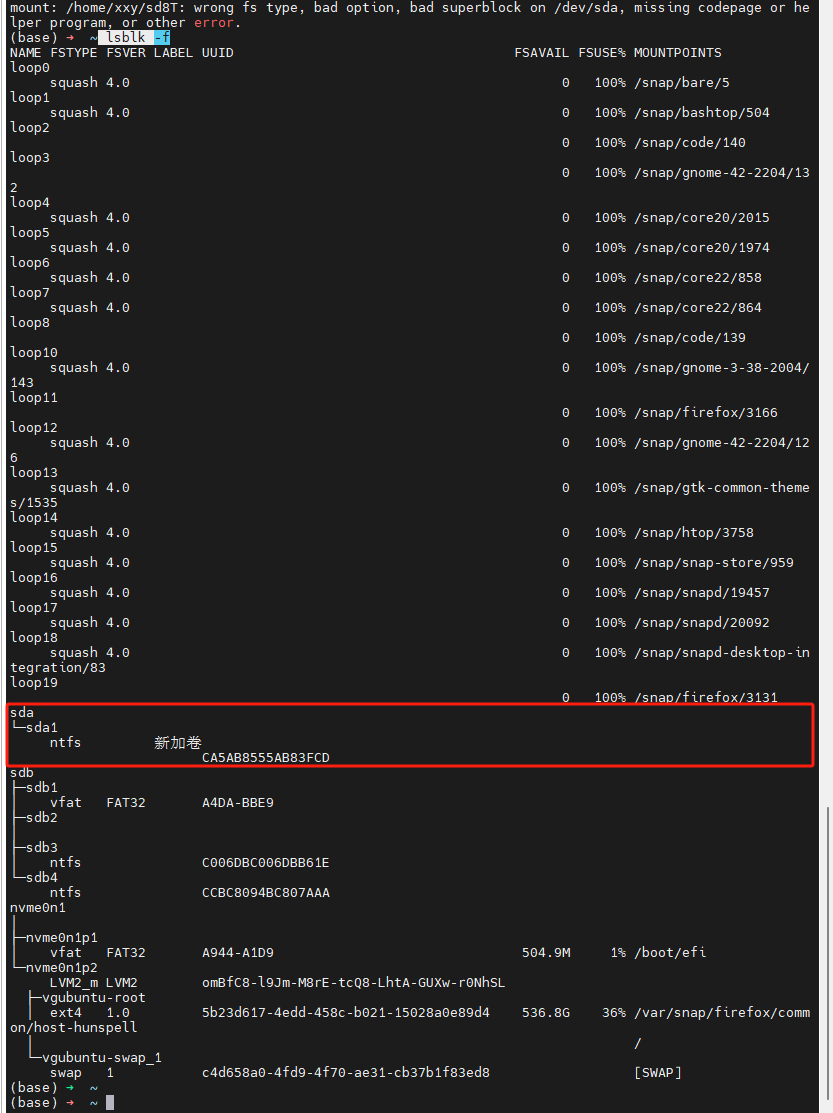 mount: /home/xxy/sd8T: wrong fs type, bad option, bad superblock on /dev/sda, missing codepage or he
lper program, or other error.
(base) ➜  ~ lsblk -f
NAME FSTYPE FSVER LABEL UUID                                   FSAVAIL FSUSE% MOUNTPOINTS
loop0
     squash 4.0                                                      0   100% /snap/bare/5
loop1
     squash 4.0                                                      0   100% /snap/bashtop/504
loop2
                                                                     0   100% /snap/code/140
loop3
                                                                     0   100% /snap/gnome-42-2204/13
2
loop4
     squash 4.0                                                      0   100% /snap/core20/2015
loop5
     squash 4.0                                                      0   100% /snap/core20/1974
loop6
     squash 4.0                                                      0   100% /snap/core22/858
loop7
     squash 4.0                                                      0   100% /snap/core22/864
loop8
                                                                     0   100% /snap/code/139
loop10
     squash 4.0                                                      0   100% /snap/gnome-3-38-2004/
143
loop11
                                                                     0   100% /snap/firefox/3166
loop12
     squash 4.0                                                      0   100% /snap/gnome-42-2204/12
6
loop13
     squash 4.0                                                      0   100% /snap/gtk-common-theme
s/1535
loop14
     squash 4.0                                                      0   100% /snap/htop/3758
loop15
     squash 4.0                                                      0   100% /snap/snap-store/959
loop16
     squash 4.0                                                      0   100% /snap/snapd/19457
loop17
     squash 4.0                                                      0   100% /snap/snapd/20092
loop18
     squash 4.0                                                      0   100% /snap/snapd-desktop-in
tegration/83
loop19
                                                                     0   100% /snap/firefox/3131
sda
└─sda1
     ntfs         新加卷
                        CA5AB8555AB83FCD
sdb
├─sdb1
│    vfat   FAT32       A4DA-BBE9
├─sdb2
│
├─sdb3
│    ntfs               C006DBC006DBB61E
└─sdb4
     ntfs               CCBC8094BC807AAA
nvme0n1
│
├─nvme0n1p1
│    vfat   FAT32       A944-A1D9                               504.9M     1% /boot/efi
└─nvme0n1p2
     LVM2_m LVM2        omBfC8-l9Jm-M8rE-tcQ8-LhtA-GUXw-r0NhSL
  ├─vgubuntu-root
  │  ext4   1.0         5b23d617-4edd-458c-b021-15028a0e89d4    536.8G    36% /var/snap/firefox/comm
on/host-hunspell
  │                                                                           /
  └─vgubuntu-swap_1
     swap   1           c4d658a0-4fd9-4f70-ae31-cb37b1f83ed8                  [SWAP]
(base) ➜  ~
(base) ➜  ~